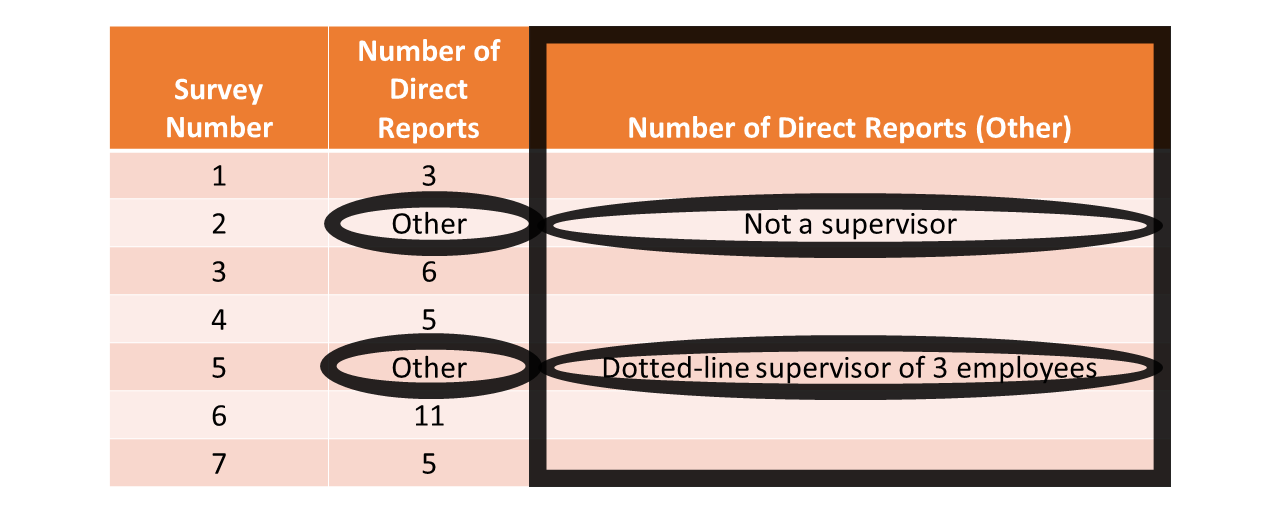 Survey Number
Number of Direct Reports
Number of Direct Reports (Other)
1 3
2 Other Not a supervisor
3 6
4 5
5 Other Dotted-line supervisor of 3 employees
6 11
7 5